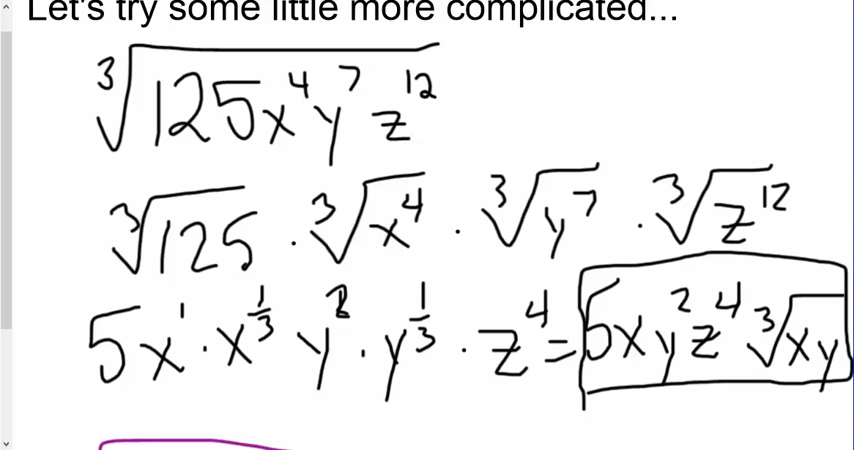 Let's try some little more complicated...
∛(125x⁴y⁷z¹²)
∛125 · ∛x⁴ · ∛y⁷ · ∛z¹²
5x¹ · x^(1/3) y² · y^(1/3) · z⁴ = 5xy²z⁴∛(xy)